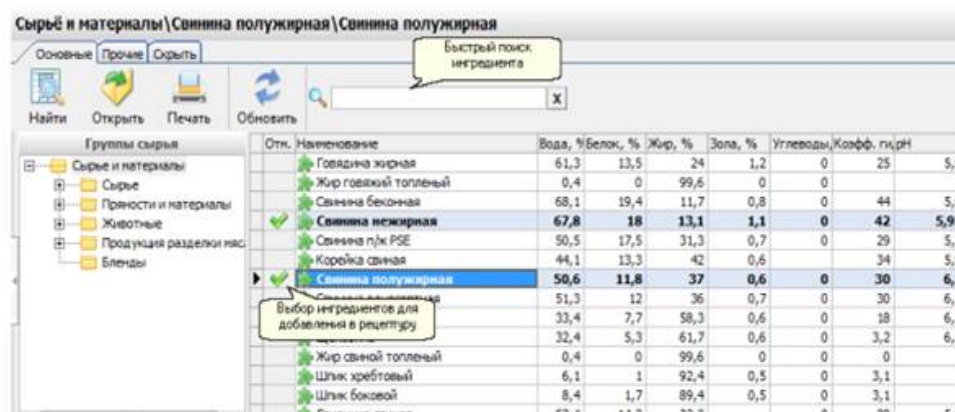 Сырьё и материалы\Свинина полужирная\Свинина полужирная
Основные Прочие Скрыть
Быстрый поиск
ингредиента
Найти Открыть Печать Обновить
x
Группы сырья
Сырье и материалы
Сырье
Пряности и материалы
Животные
Продукция разделки мяс
Бленды
Отм. Наименование Вода, % Белок, % Жир, % Зола, % Углеводы, Коэфф. ги, pH
Говядина жирная 61,3 13,5 24 1,2 0 25 5,
Жир говяжий топленый 0,4 0 99,6 0 0
Свинина беконная 68,1 19,4 11,7 0,8 0 44 5,
Свинина нежирная 67,8 18 13,1 1,1 0 42 5,9
Свинина п/ж PSE 50,5 17,5 31,3 0,7 0 29 5,
Корейка свиная 44,1 13,3 42 0,6 34 5,
Свинина полужирная 50,6 11,8 37 0,6 0 30 6,
51,3 12 36 0,7 0 30 6,
Выбор ингредиентов для
добавления в рецептуру
33,4 7,7 58,3 0,6 0 18 6,
32,4 5,3 61,7 0,6 0 3,2 6,
Жир свиной топленый 0,4 0 99,6 0 0 0
Шпик хребтовый 6,1 1 92,4 0,5 0 3,1
Шпик боковой 8,4 1,7 89,4 0,5 0 3,1